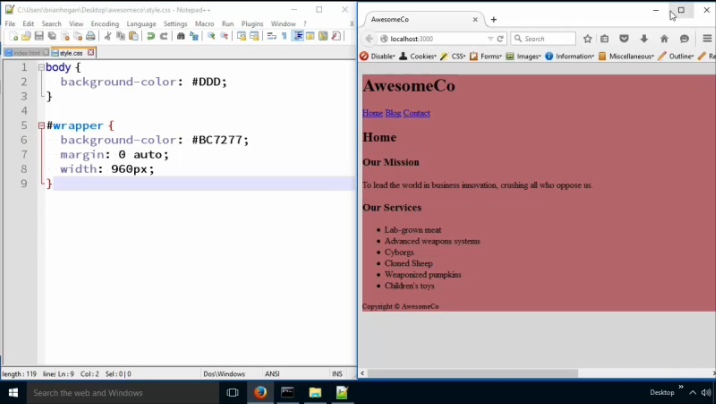 C:\Users\brianhogan\Desktop\awesomeco\style.css - Notepad++
File Edit Search View Encoding Language Settings Macro Run Plugins Window ?
index.html style.css
1 body {
2 background-color: #DDD;
3 }
4
5 #wrapper {
6 background-color: #BC7277;
7 margin: 0 auto;
8 width: 960px;
9 }
length: 119 line: Ln : 9 Col : 2 Sel : 0 | 0 Dos\Windows ANSI
AwesomeCo
localhost:3000 Search
Disable Cookies CSS Forms Images Information Miscellaneous Outline
AwesomeCo
Home Blog Contact
Home
Our Mission
To lead the world in business innovation, crushing all who oppose us.
Our Services
Lab-grown meat
Advanced weapons systems
Cyborgs
Cloned Sheep
Weaponized pumpkins
Children's toys
Copyright © AwesomeCo
Search the web and Windows
Desktop